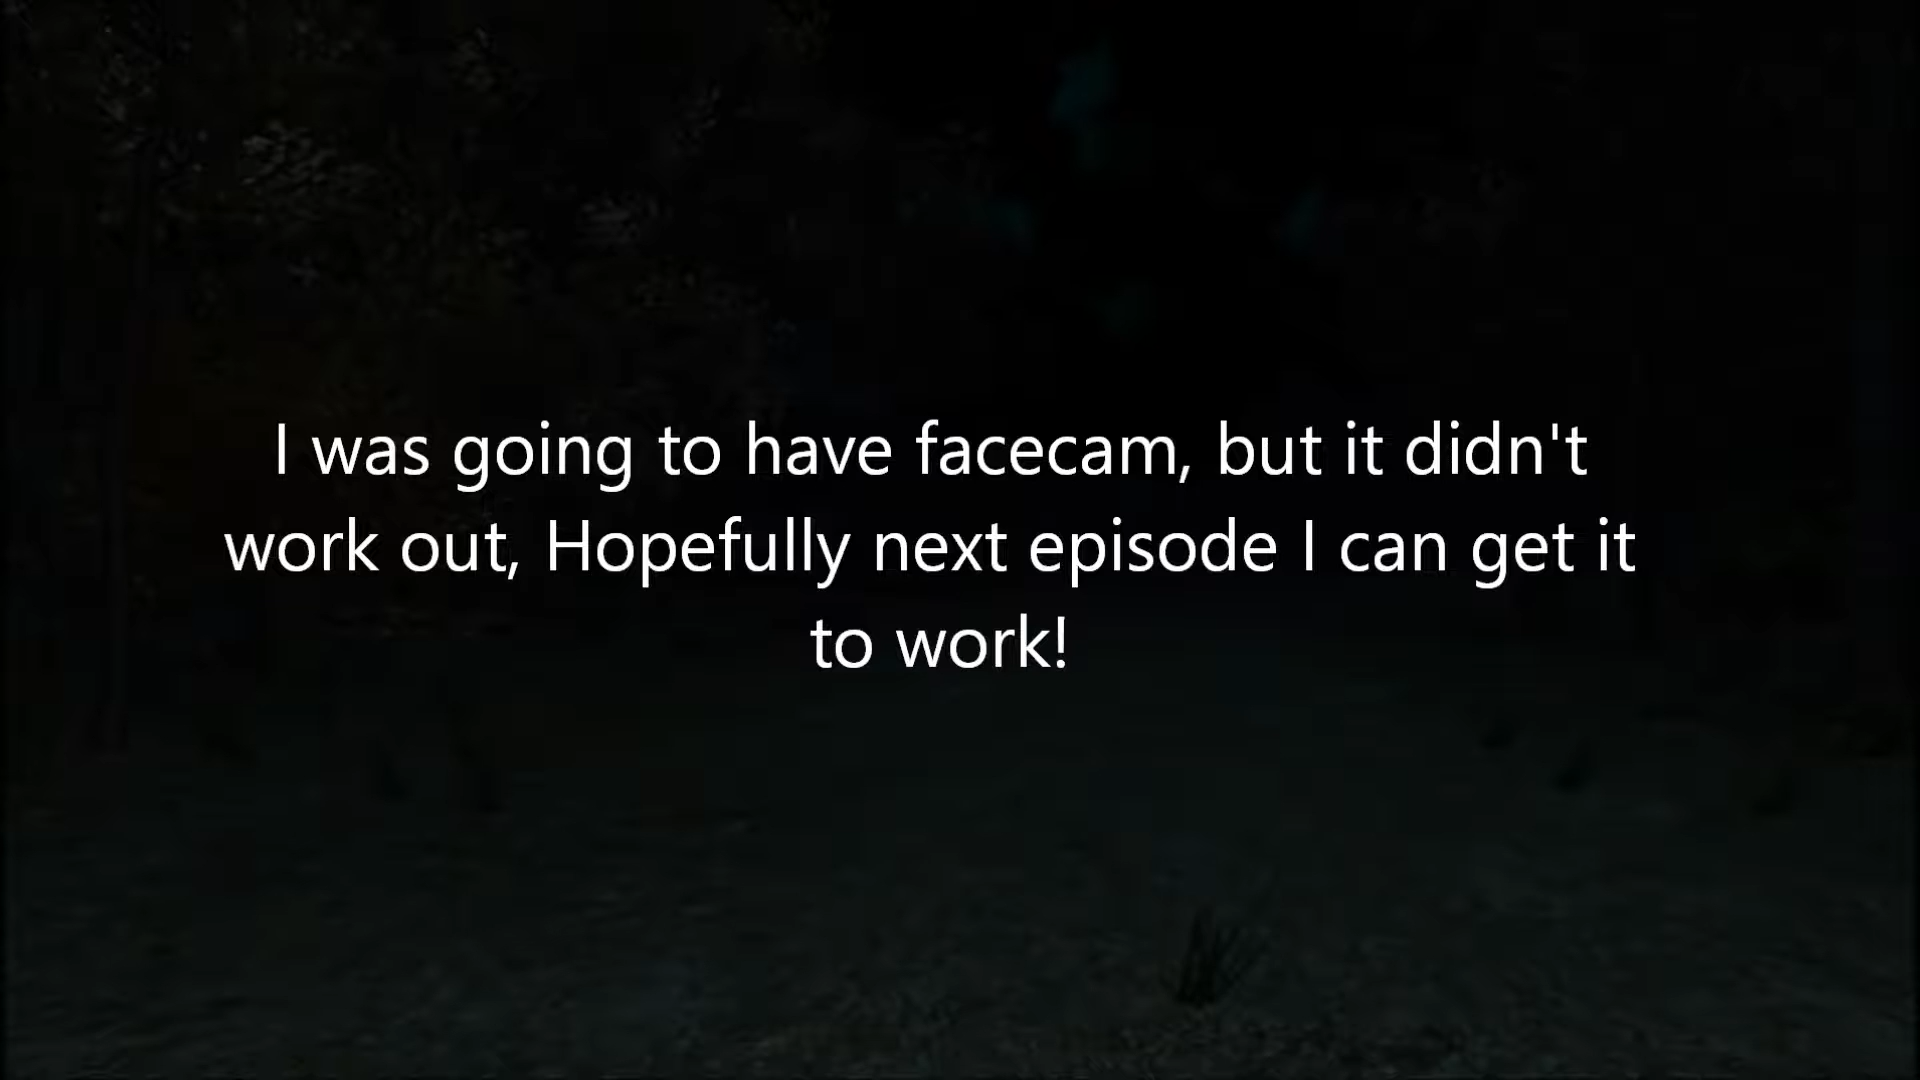 I was going to have facecam, but it didn't
work out, Hopefully next episode I can get it
to work!